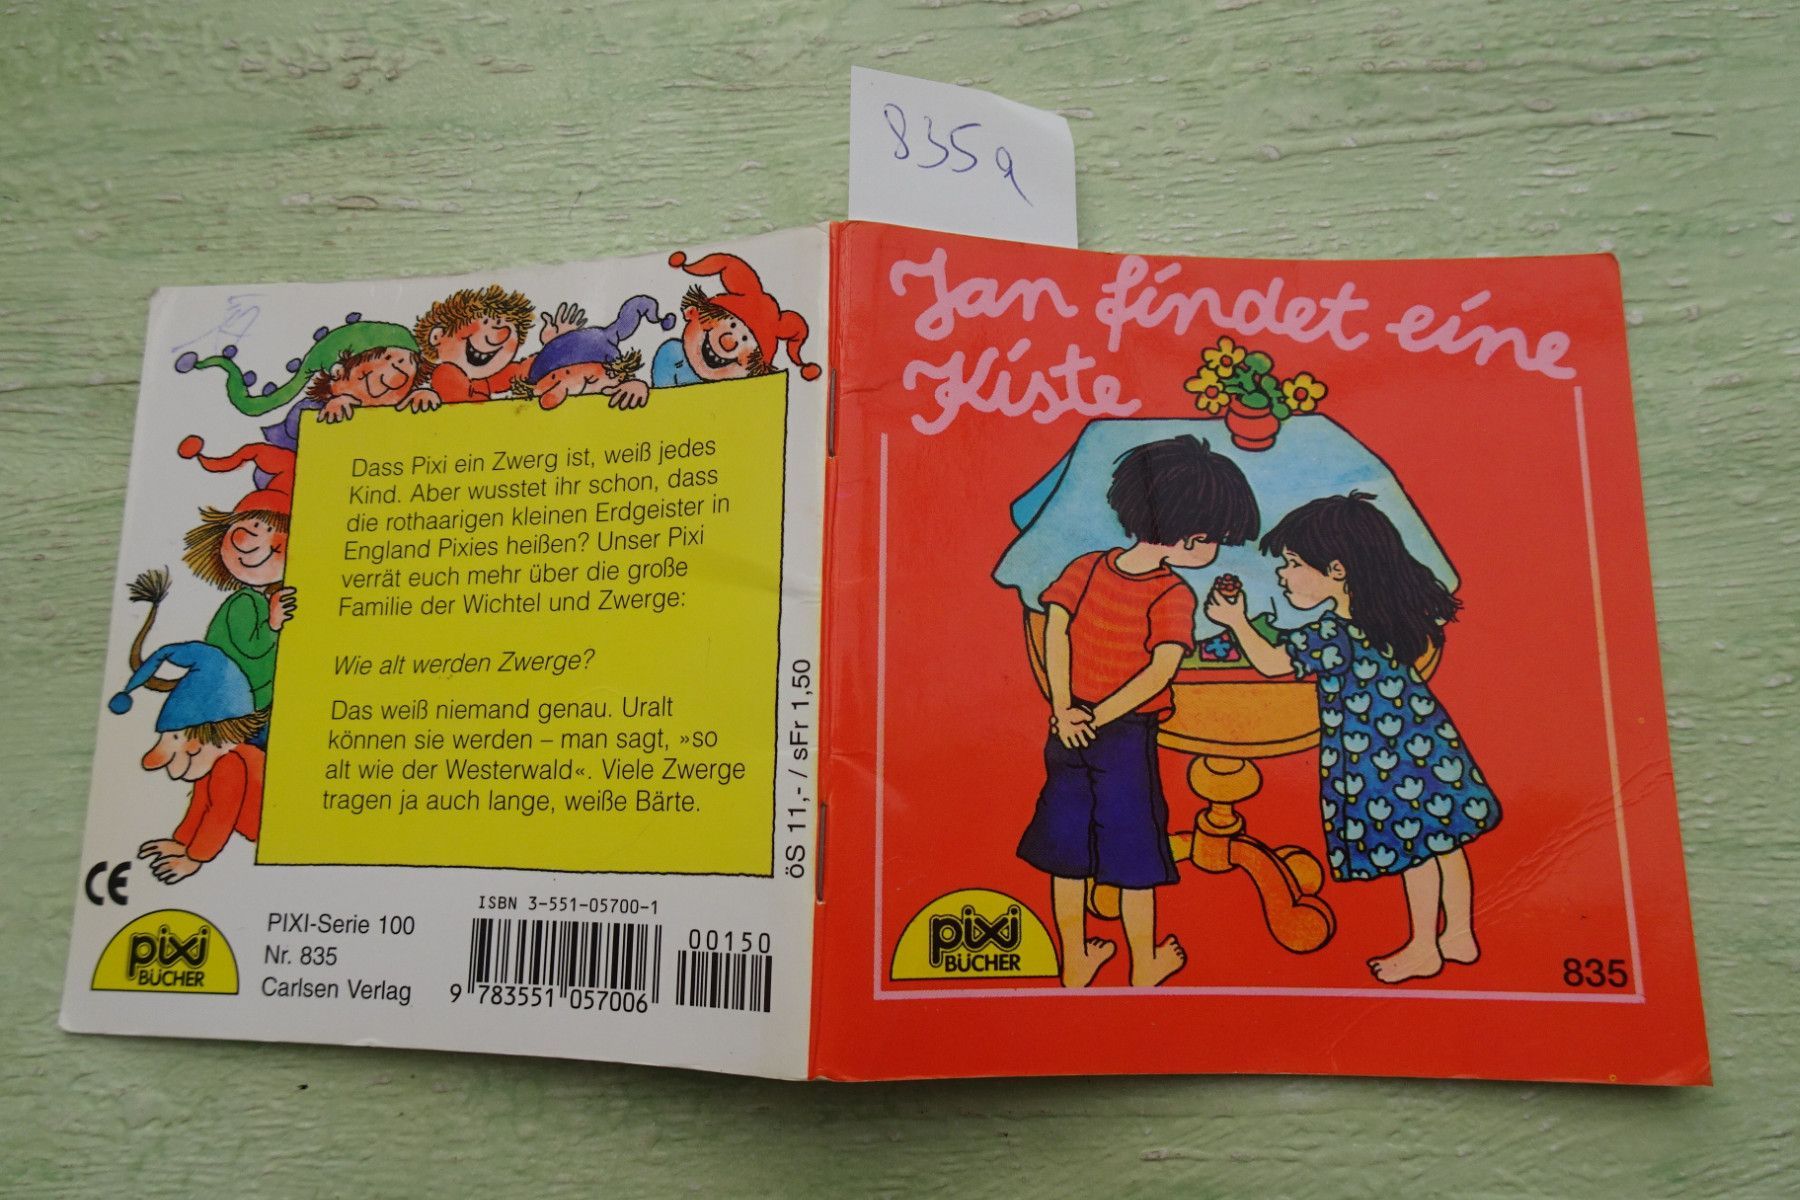 835a
Jan findet eine
Kiste
pixi
BÜCHER
835
Dass Pixi ein Zwerg ist, weiß jedes
Kind. Aber wusstet ihr schon, dass
die rothaarigen kleinen Erdgeister in
England Pixies heißen? Unser Pixi
verrät euch mehr über die große
Familie der Wichtel und Zwerge:
Wie alt werden Zwerge?
Das weiß niemand genau. Uralt
können sie werden – man sagt, »so
alt wie der Westerwald«. Viele Zwerge
tragen ja auch lange, weiße Bärte.
öS 11,- / sFr 1,50
CE
pixi
BÜCHER
PIXI-Serie 100
Nr. 835
Carlsen Verlag
ISBN 3-551-05700-1
00150
9 783551 057006